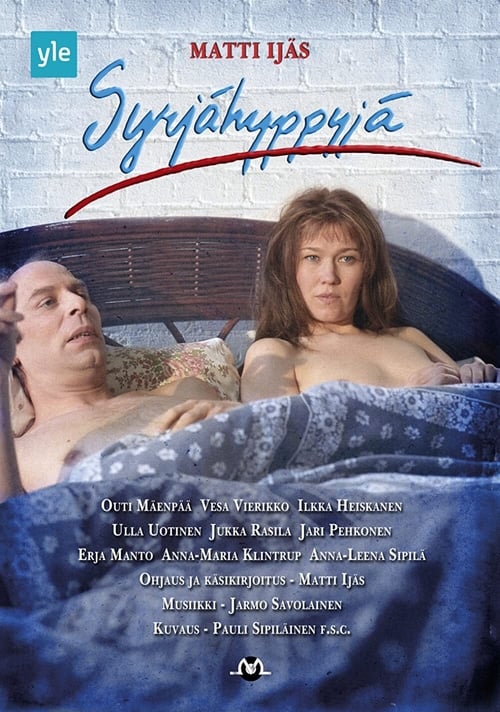 yle
MATTI IJÄS
Syrjähyppyjä
OUTI MÄENPÄÄ VESA VIERIKKO ILKKA HEISKANEN
ULLA UOTINEN JUKKA RASILA JARI PEHKONEN
ERJA MANTO ANNA-MARIA KLINTRUP ANNA-LEENA SIPILÄ
OHJAUS JA KÄSIKIRJOITUS - MATTI IJÄS
MUSIIKKI - JARMO SAVOLAINEN
KUVAUS - PAULI SIPILÄINEN F.S.C.